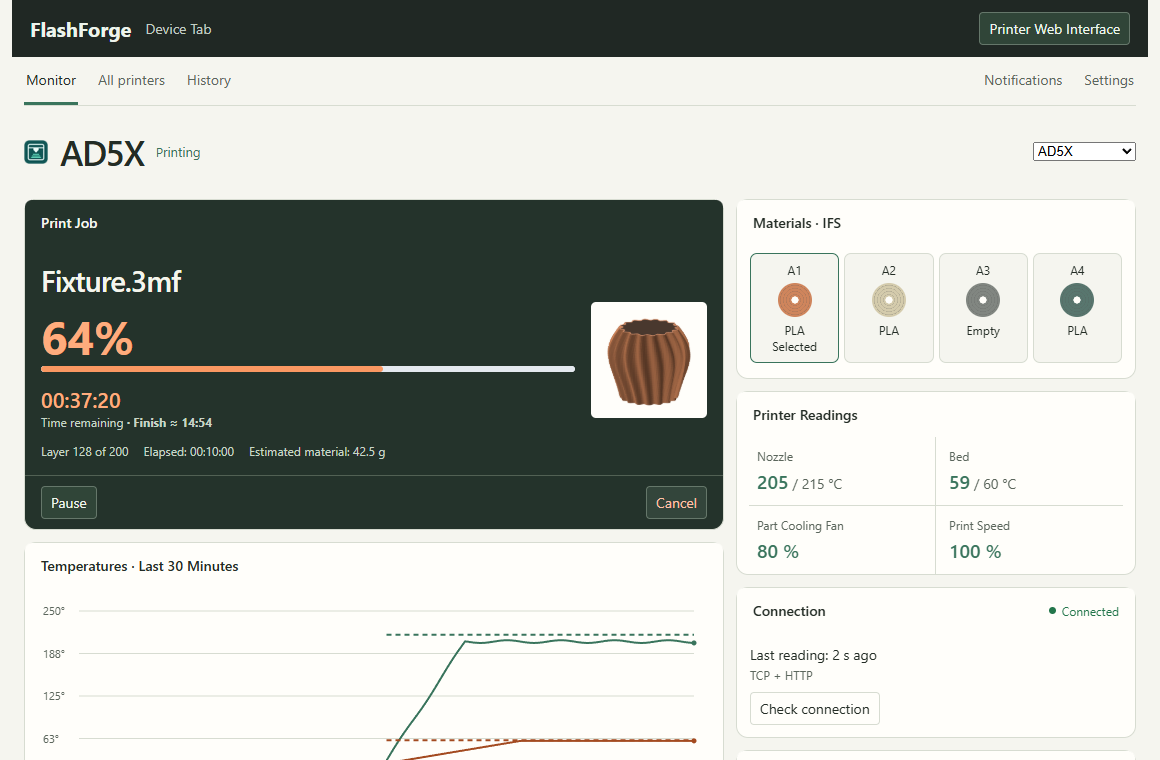 FlashForge Device Tab Printer Web Interface
Monitor All printers History Notifications Settings
AD5X Printing AD5X
Print Job
Fixture.3mf
64%
00:37:20
Time remaining · Finish ≈ 14:54
Layer 128 of 200 Elapsed: 00:10:00 Estimated material: 42.5 g
Pause Cancel
Temperatures · Last 30 Minutes
250°
188°
125°
63°
Materials · IFS
A1 A2 A3 A4
PLA PLA Empty PLA
Selected
Printer Readings
Nozzle Bed
205 / 215 °C 59 / 60 °C
Part Cooling Fan Print Speed
80 % 100 %
Connection Connected
Last reading: 2 s ago
TCP + HTTP
Check connection